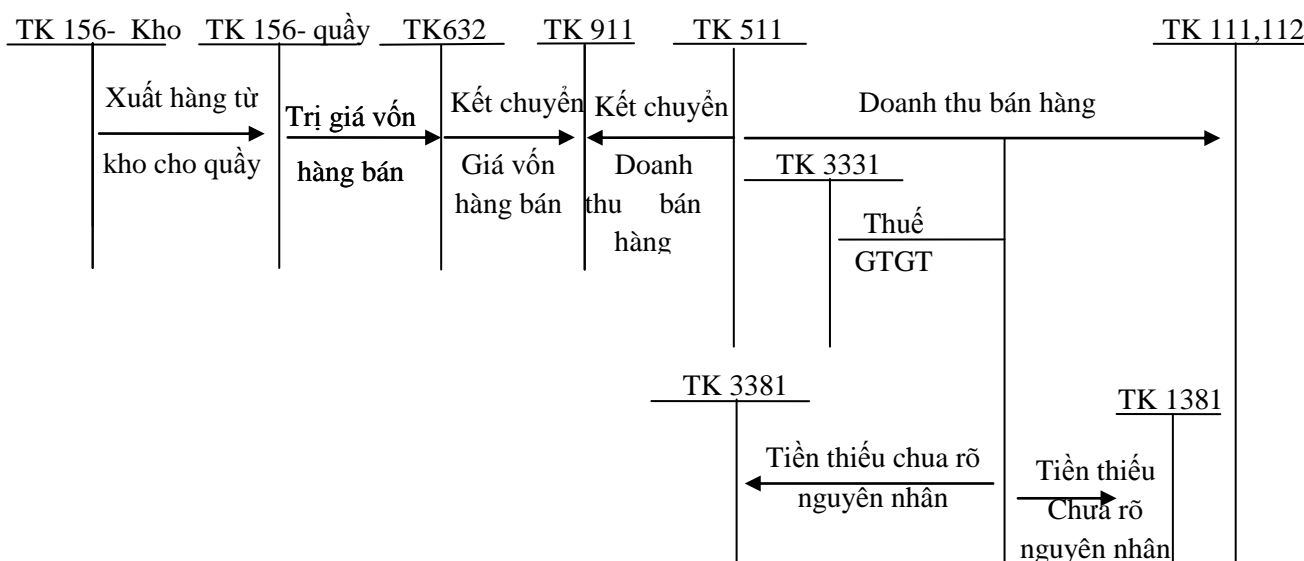 TK 156- Kho TK 156- quầy TK632 TK 911 TK 511 TK 111,112
Xuất hàng từ
kho cho quầy
Trị giá vốn
hàng bán
Kết chuyển
Giá vốn
hàng bán
Kết chuyển
Doanh
thu bán
hàng
Doanh thu bán hàng
TK 3331
Thuế
GTGT
TK 3381
TK 1381
Tiền thiếu chua rõ
nguyên nhân
Tiền thiếu
Chưa rõ
nguyên nhân